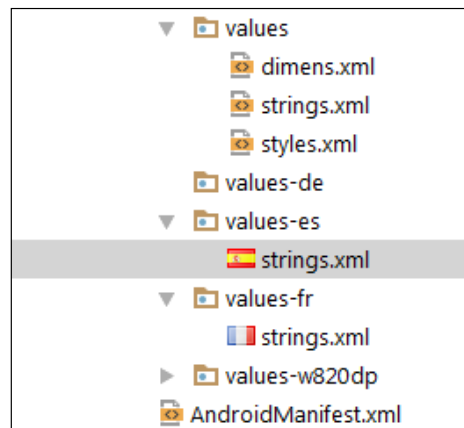 values
dimens.xml
strings.xml
styles.xml
values-de
values-es
strings.xml
values-fr
strings.xml
values-w820dp
AndroidManifest.xml